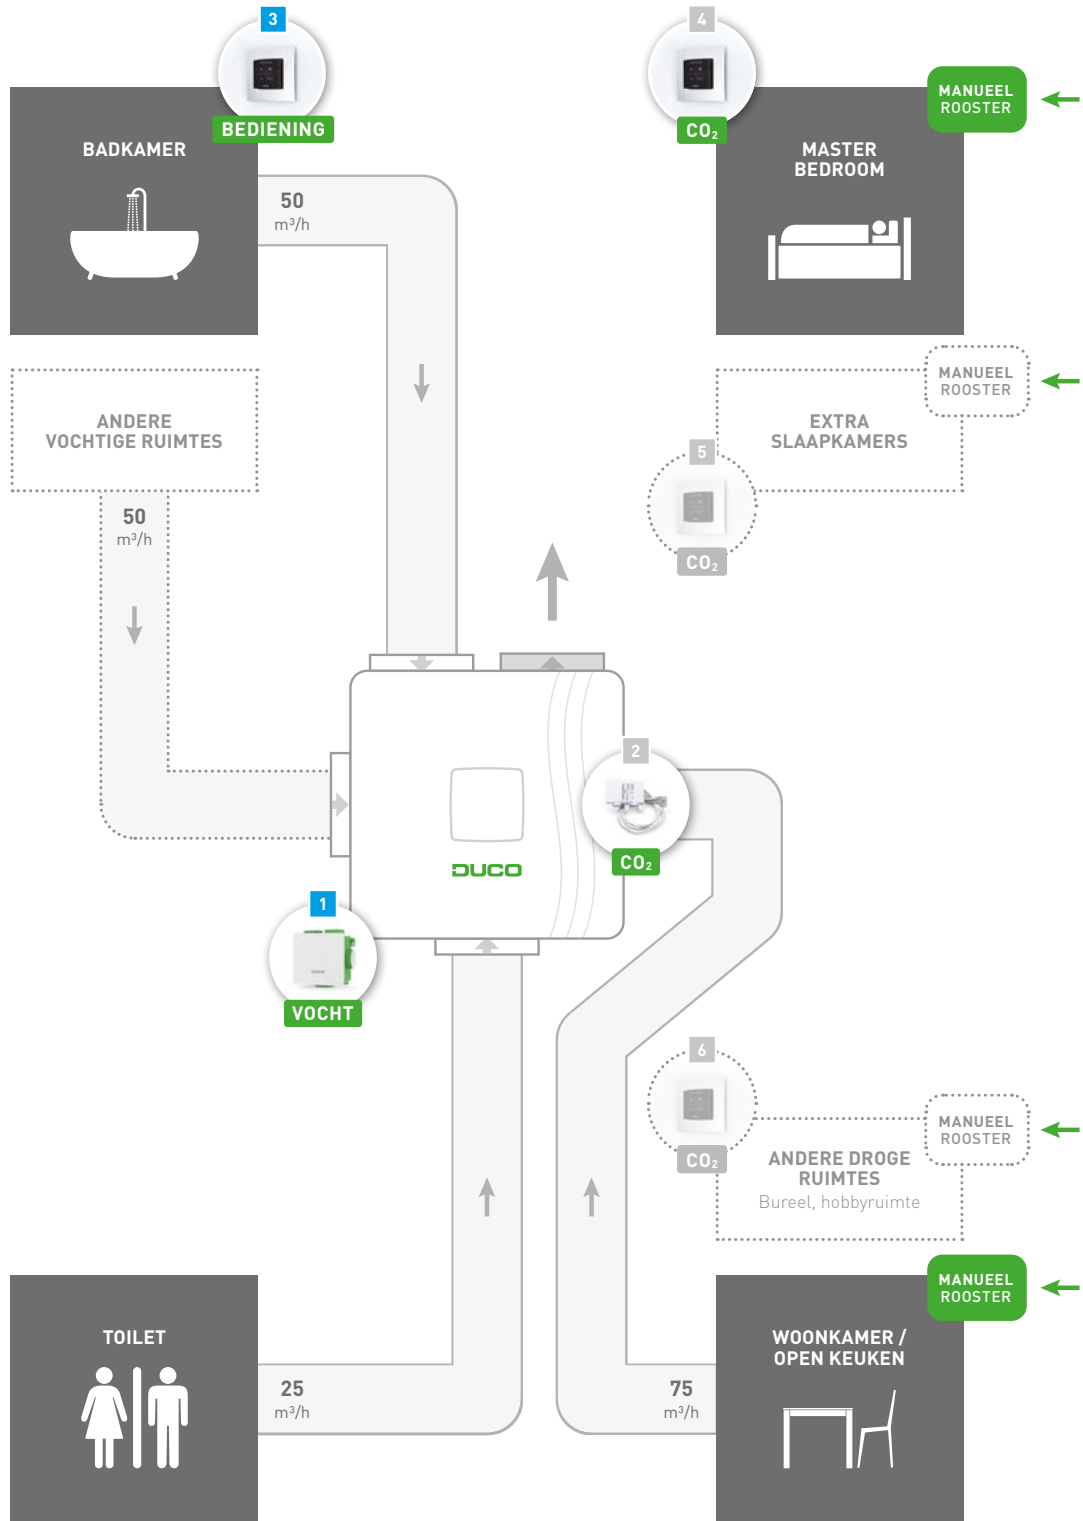 3
BEDIENING
BADKAMER
50
m³/h
4
CO₂
MANUEEL
ROOSTER
MASTER
BEDROOM
ANDERE
VOCHTIGE RUIMTES
50
m³/h
MANUEEL
ROOSTER
EXTRA
SLAAPKAMERS
5
CO₂
2
CO₂
DUCO
1
VOCHT
6
CO₂
MANUEEL
ROOSTER
ANDERE DROGE
RUIMTES
Bureel, hobbyruimte
TOILET
25
m³/h
75
m³/h
MANUEEL
ROOSTER
WOONKAMER /
OPEN KEUKEN